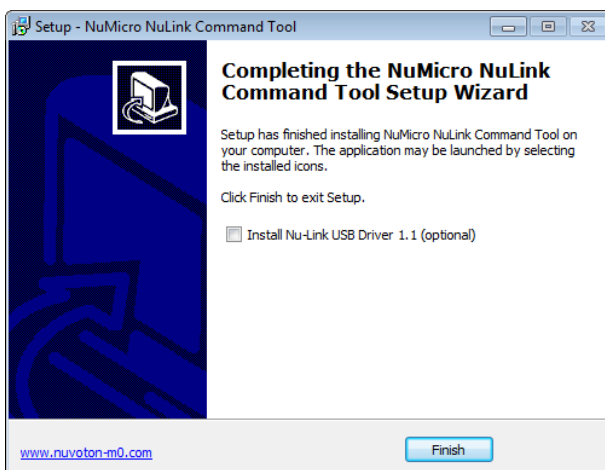 Setup - NuMicro NuLink Command Tool
Completing the NuMicro NuLink
Command Tool Setup Wizard
Setup has finished installing NuMicro NuLink Command Tool on
your computer. The application may be launched by selecting
the installed icons.
Click Finish to exit Setup.
Install Nu-Link USB Driver 1.1 (optional)
www.nuvoton-m0.com
Finish